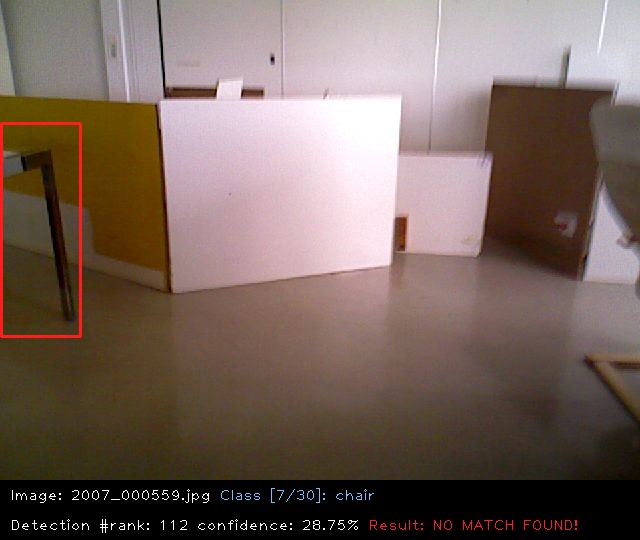 Image: 2007_000559.jpg Class [7/30]: chair
Detection #rank: 112 confidence: 28.75% Result: NO MATCH FOUND!